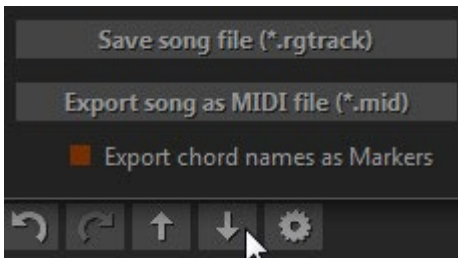 Save song file (*.rgtrack)
Export song as MIDI file (*.mid)
Export chord names as Markers